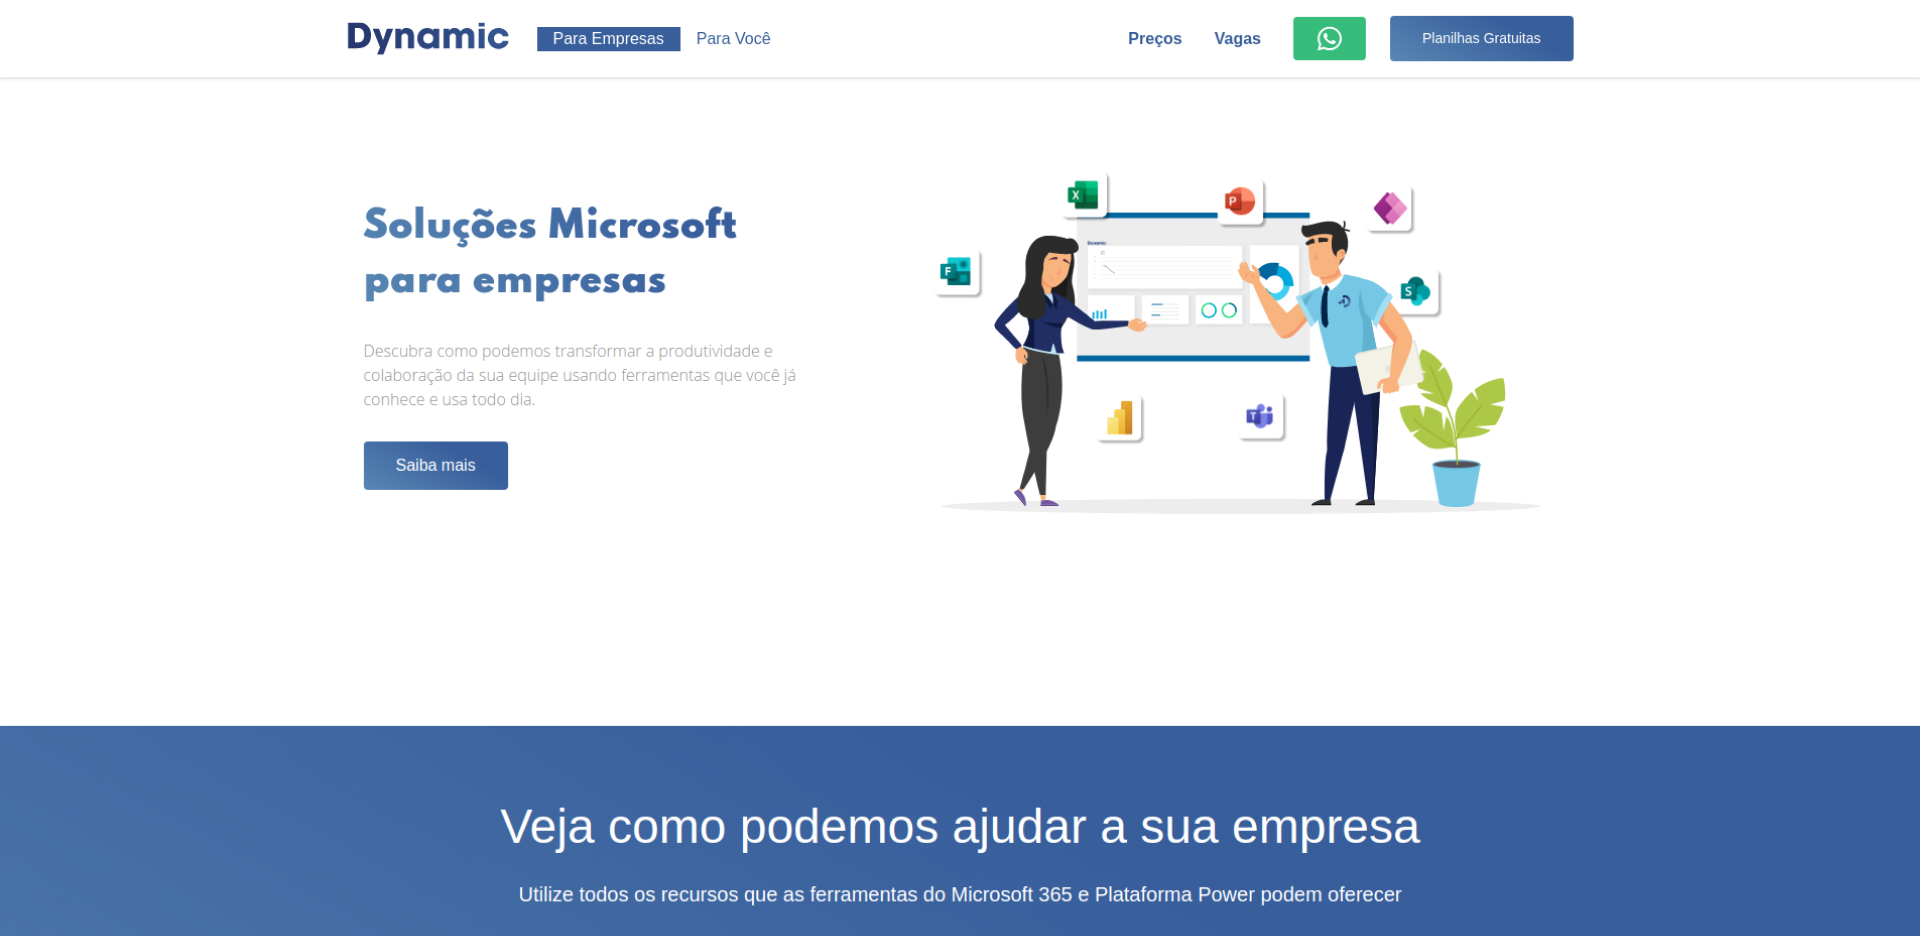 Dynamic
Para Empresas
Para Você
Preços
Vagas
Planilhas Gratuitas
Soluções Microsoft
para empresas
Descubra como podemos transformar a produtividade e
colaboração da sua equipe usando ferramentas que você já
conhece e usa todo dia.
Saiba mais
X
P
F
Dynamic
S
T
Veja como podemos ajudar a sua empresa
Utilize todos os recursos que as ferramentas do Microsoft 365 e Plataforma Power podem oferecer